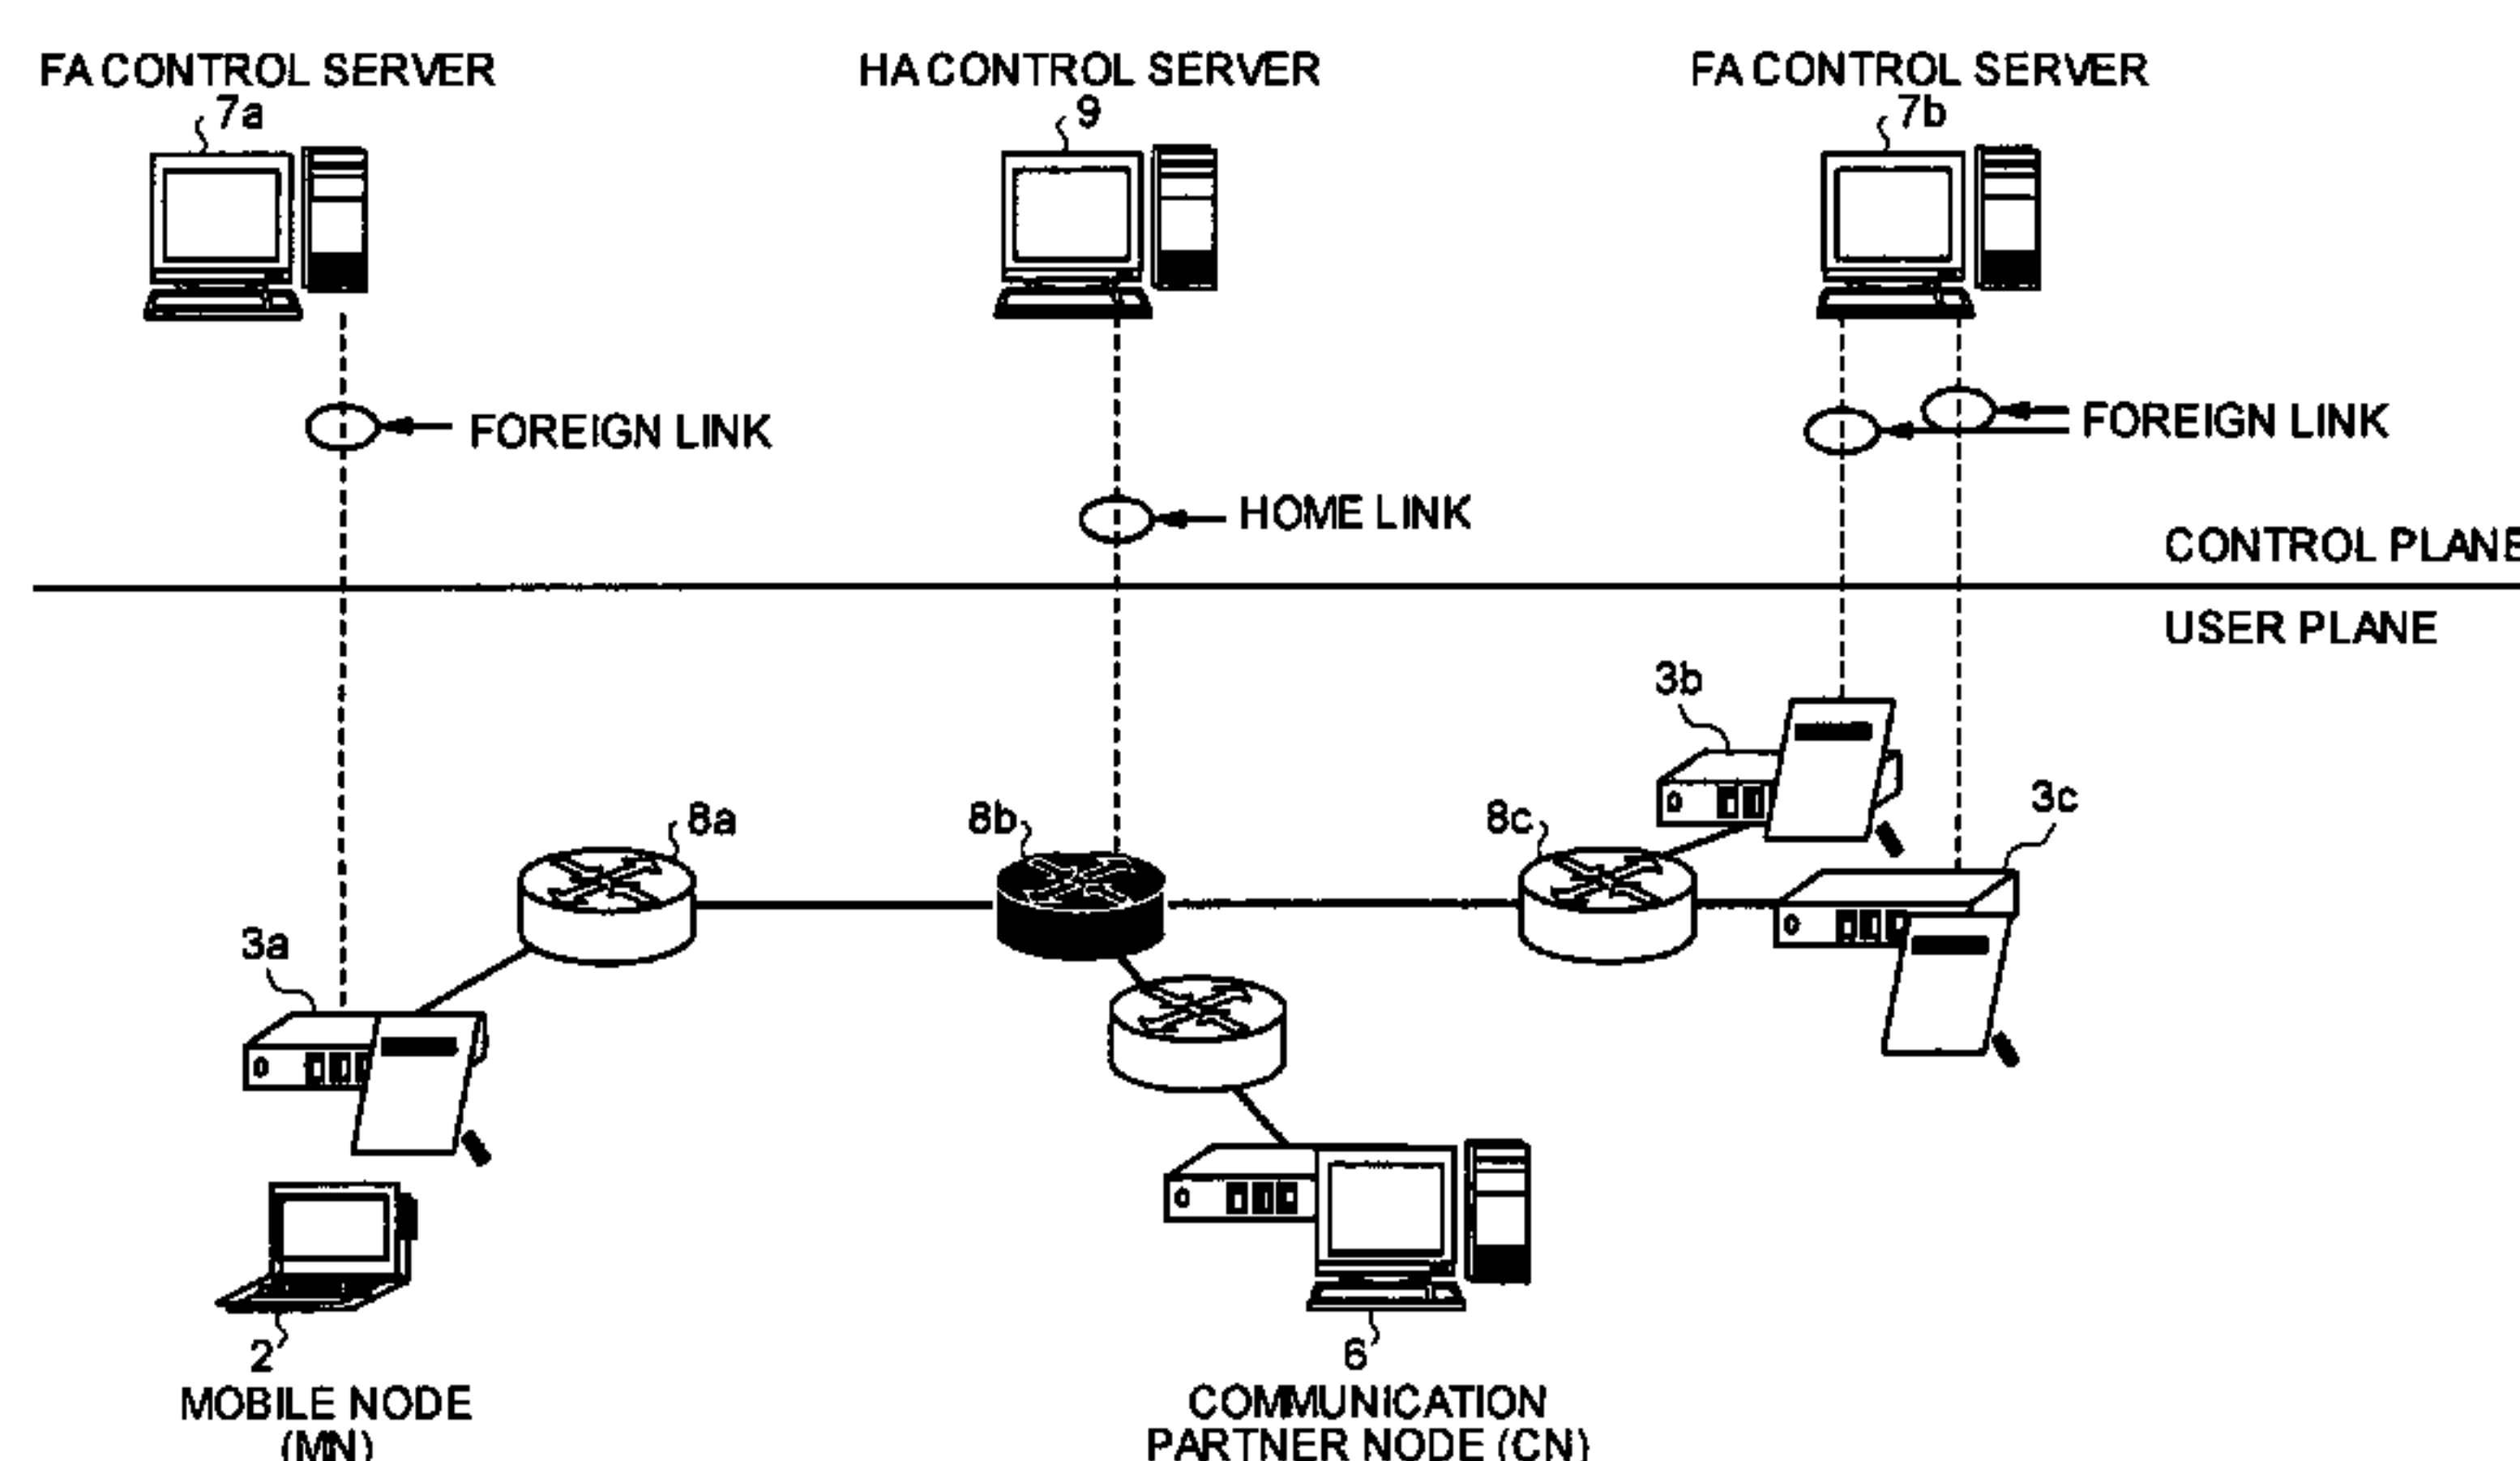 FA CONTROL SERVER
7a
HA CONTROL SERVER
9
FA CONTROL SERVER
7b
FOREIGN LINK
FOREIGN LINK
HOME LINK
CONTROL PLANE
USER PLANE
3b
3c
8a
8b
8c
3a
2
6
MOBILE NODE
(MN)
COMMUNICATION
PARTNER NODE (CN)